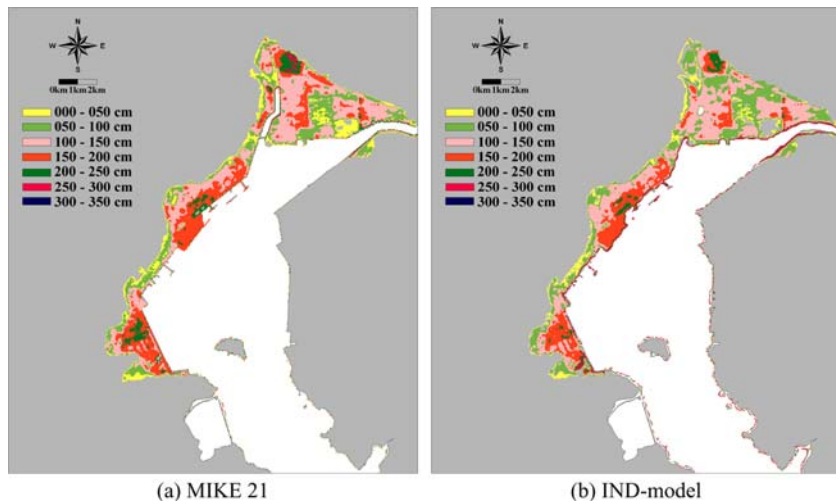 N
W E
S
0km 1km 2km
000 - 050 cm
050 - 100 cm
100 - 150 cm
150 - 200 cm
200 - 250 cm
250 - 300 cm
300 - 350 cm
(a) MIKE 21
N
W E
S
0km 1km 2km
000 - 050 cm
050 - 100 cm
100 - 150 cm
150 - 200 cm
200 - 250 cm
250 - 300 cm
300 - 350 cm
(b) IND-model